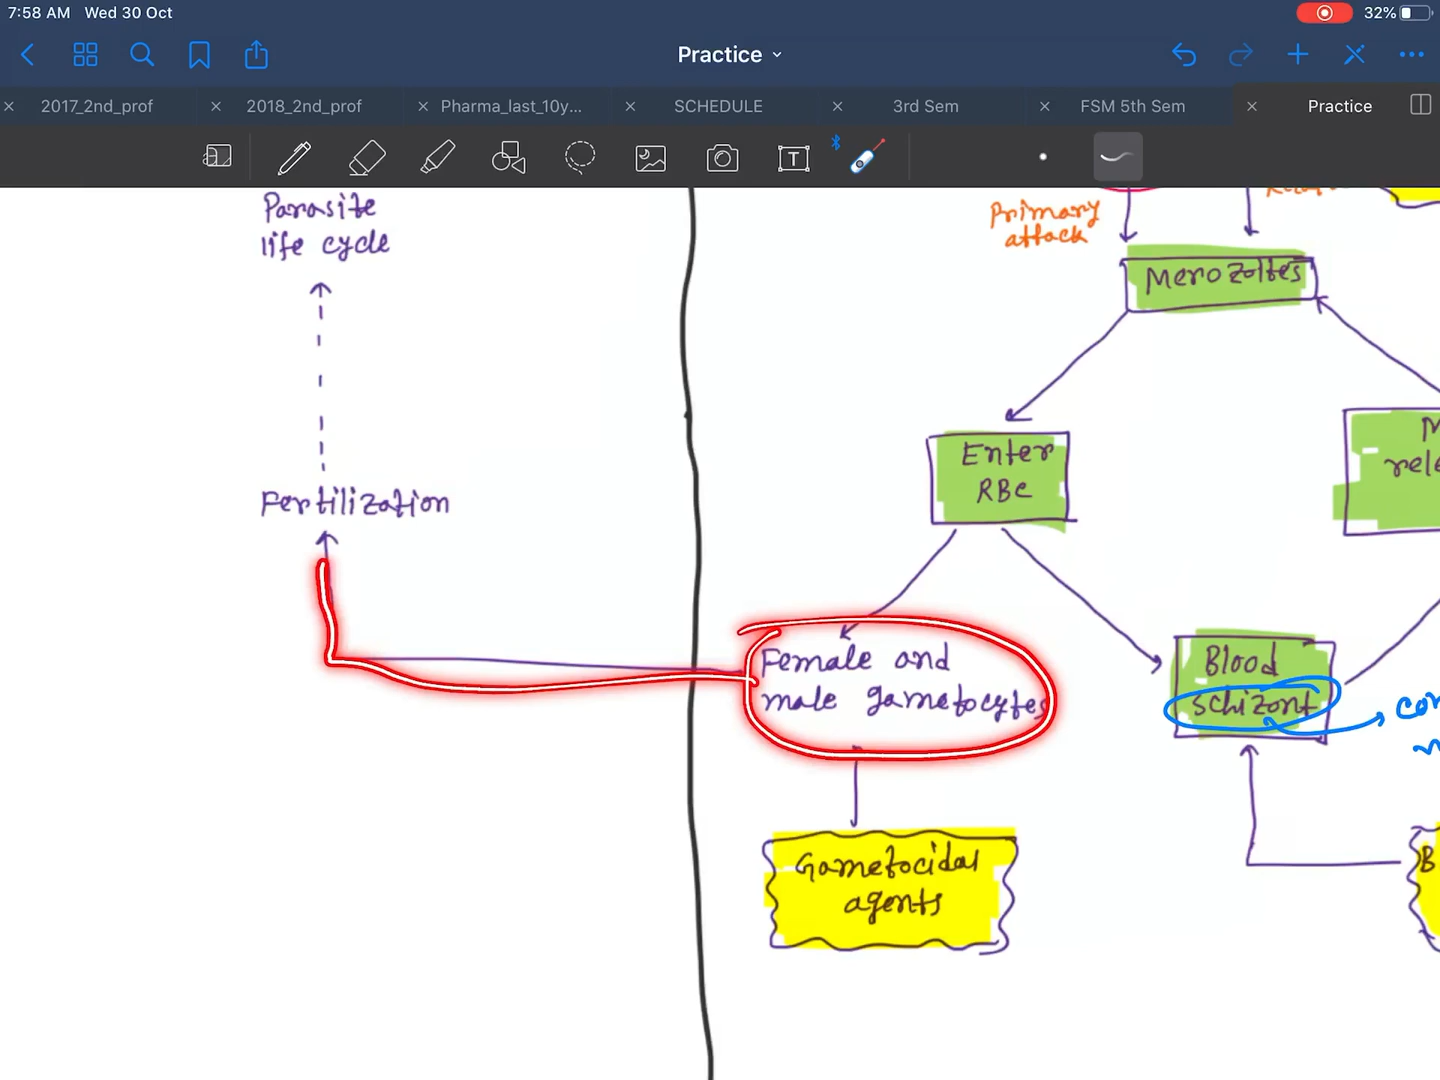 7:58 AM Wed 30 Oct
32%
Practice
2017_2nd_prof
2018_2nd_prof
Pharma_last_10y...
SCHEDULE
3rd Sem
FSM 5th Sem
Practice
Parasite
life cycle
Primary
attack
Merozoites
Enter
RBC
Fertilization
Female and
male gametocytes
Blood
schizont
Gametocidal
agents